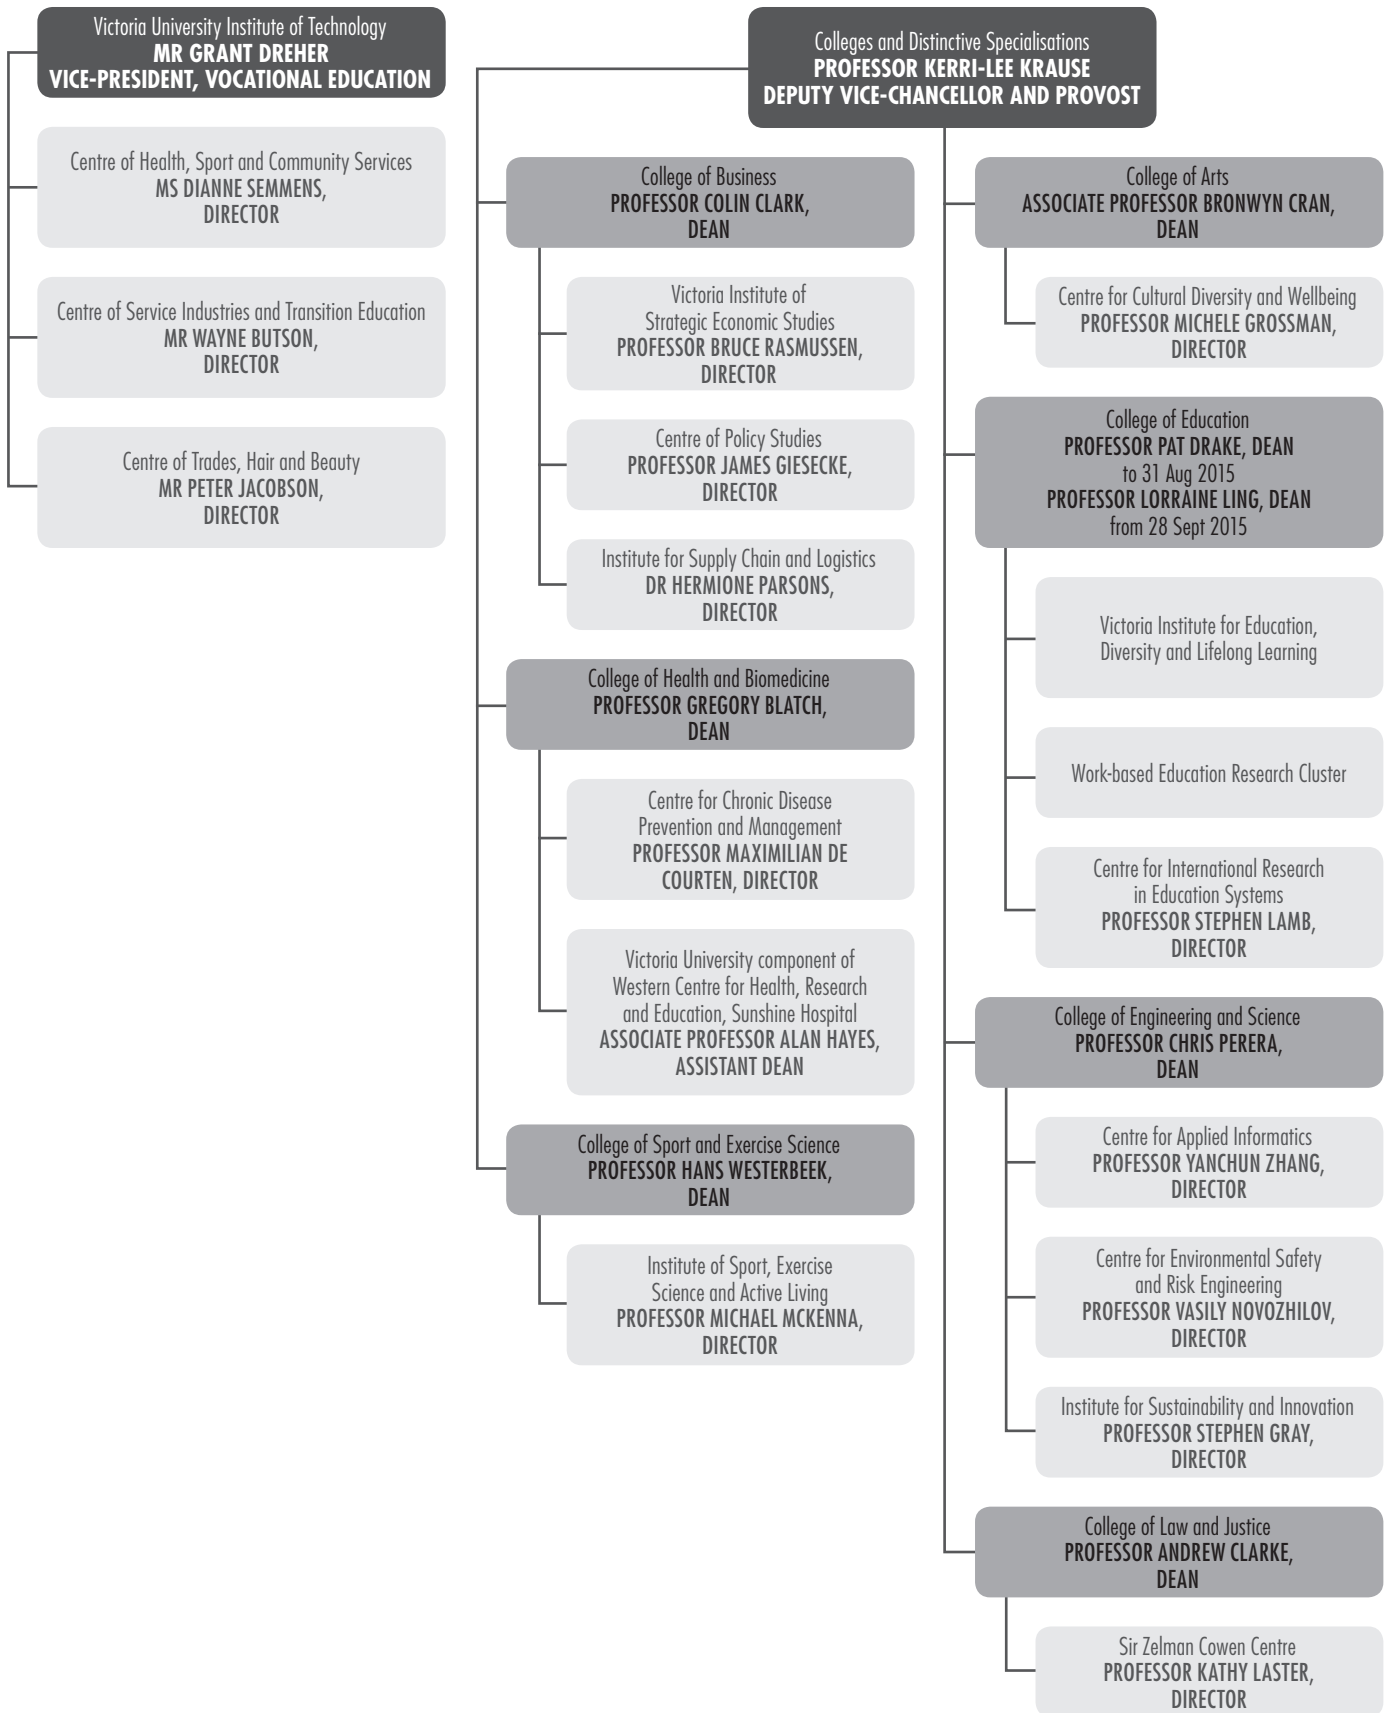 Victoria University Institute of Technology
MR GRANT DREHER
VICE-PRESIDENT, VOCATIONAL EDUCATION
Centre of Health, Sport and Community Services
MS DIANNE SEMMENS,
DIRECTOR
Centre of Service Industries and Transition Education
MR WAYNE BUTSON,
DIRECTOR
Centre of Trades, Hair and Beauty
MR PETER JACOBSON,
DIRECTOR
Colleges and Distinctive Specialisations
PROFESSOR KERRI-LEE KRAUSE
DEPUTY VICE-CHANCELLOR AND PROVOST
College of Business
PROFESSOR COLIN CLARK,
DEAN
Victoria Institute of
Strategic Economic Studies
PROFESSOR BRUCE RASMUSSEN,
DIRECTOR
Centre of Policy Studies
PROFESSOR JAMES GIESECKE,
DIRECTOR
Institute for Supply Chain and Logistics
DR HERMIONE PARSONS,
DIRECTOR
College of Health and Biomedicine
PROFESSOR GREGORY BLATCH,
DEAN
Centre for Chronic Disease
Prevention and Management
PROFESSOR MAXIMILIAN DE
COURTEN, DIRECTOR
Victoria University component of
Western Centre for Health, Research
and Education, Sunshine Hospital
ASSOCIATE PROFESSOR ALAN HAYES,
ASSISTANT DEAN
College of Sport and Exercise Science
PROFESSOR HANS WESTERBEEK,
DEAN
Institute of Sport, Exercise
Science and Active Living
PROFESSOR MICHAEL MCKENNA,
DIRECTOR
College of Arts
ASSOCIATE PROFESSOR BRONWYN CRAN,
DEAN
Centre for Cultural Diversity and Wellbeing
PROFESSOR MICHELE GROSSMAN,
DIRECTOR
College of Education
PROFESSOR PAT DRAKE, DEAN
to 31 Aug 2015
PROFESSOR LORRAINE LING, DEAN
from 28 Sept 2015
Victoria Institute for Education,
Diversity and Lifelong Learning
Work-based Education Research Cluster
Centre for International Research
in Education Systems
PROFESSOR STEPHEN LAMB,
DIRECTOR
College of Engineering and Science
PROFESSOR CHRIS PERERA,
DEAN
Centre for Applied Informatics
PROFESSOR YANCHUN ZHANG,
DIRECTOR
Centre for Environmental Safety
and Risk Engineering
PROFESSOR VASILY NOVOZHILOV,
DIRECTOR
Institute for Sustainability and Innovation
PROFESSOR STEPHEN GRAY,
DIRECTOR
College of Law and Justice
PROFESSOR ANDREW CLARKE,
DEAN
Sir Zelman Cowen Centre
PROFESSOR KATHY LASTER,
DIRECTOR